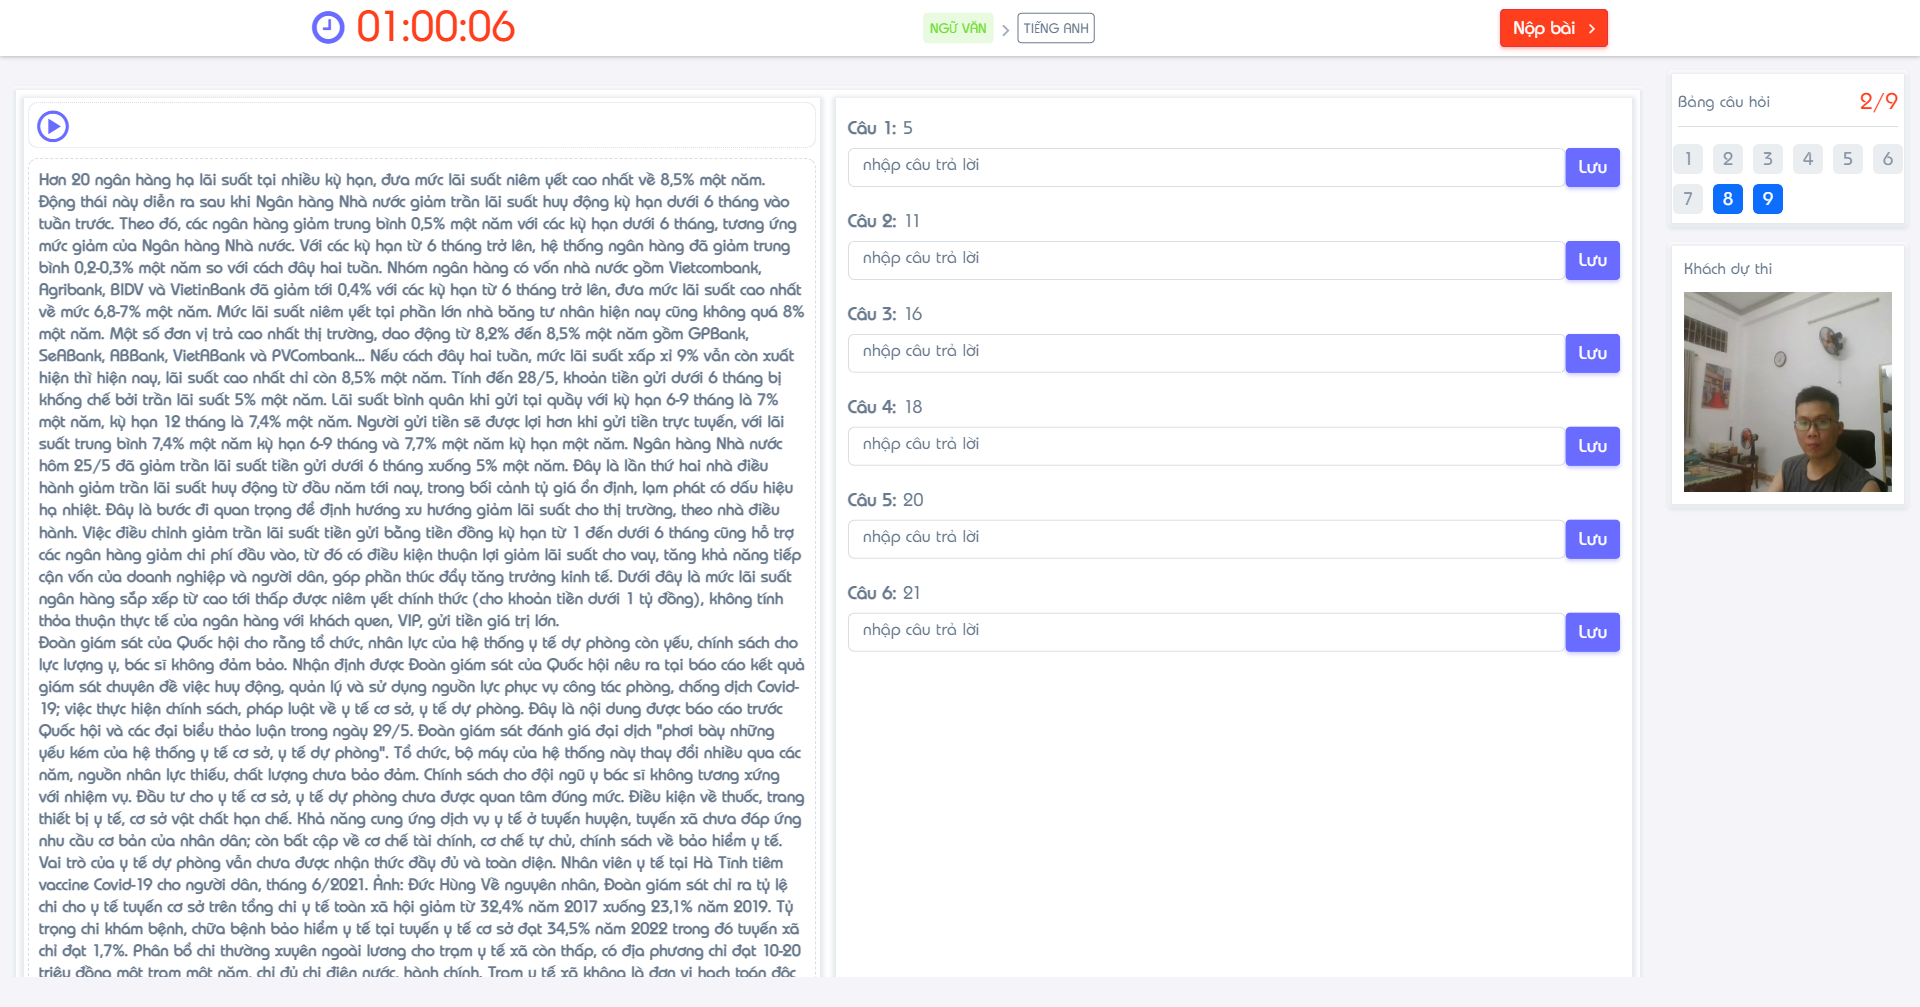 01:00:06
NGỮ VĂN
TIẾNG ANH
Nộp bài
Hơn 20 ngân hàng hạ lãi suất tại nhiều kỳ hạn, đưa mức lãi suất niêm yết cao nhất về 8,5% một năm.
Động thái này diễn ra sau khi Ngân hàng Nhà nước giảm trần lãi suất huy động kỳ hạn dưới 6 tháng vào
tuần trước. Theo đó, các ngân hàng giảm trung bình 0,5% một năm với các kỳ hạn dưới 6 tháng, tương ứng
mức giảm của Ngân hàng Nhà nước. Với các kỳ hạn từ 6 tháng trở lên, hệ thống ngân hàng đã giảm trung
bình 0,2-0,3% một năm so với cách đây hai tuần. Nhóm ngân hàng có vốn nhà nước gồm Vietcombank,
Agribank, BIDV và VietinBank đã giảm tới 0,4% với các kỳ hạn từ 6 tháng trở lên, đưa mức lãi suất cao nhất
về mức 6,8-7% một năm. Mức lãi suất niêm yết tại phần lớn nhà băng tư nhân hiện nay cũng không quá 8%
một năm. Một số đơn vị trả cao nhất thị trường, dao động từ 8,2% đến 8,5% một năm gồm GPBank,
SeABank, ABBank, VietABank và PVCombank... Nếu cách đây hai tuần, mức lãi suất xấp xỉ 9% vẫn còn xuất
hiện thì hiện nay, lãi suất cao nhất chỉ còn 8,5% một năm. Tính đến 28/5, khoản tiền gửi dưới 6 tháng bị
khống chế bởi trần lãi suất 5% một năm. Lãi suất bình quân khi gửi tại quầy với kỳ hạn 6-9 tháng là 7%
một năm, kỳ hạn 12 tháng là 7,4% một năm. Người gửi tiền sẽ được lợi hơn khi gửi tiền trực tuyến, với lãi
suất trung bình 7,4% một năm kỳ hạn 6-9 tháng và 7,7% một năm kỳ hạn một năm. Ngân hàng Nhà nước
hôm 25/5 đã giảm trần lãi suất tiền gửi dưới 6 tháng xuống 5% một năm. Đây là lần thứ hai nhà điều
hành giảm trần lãi suất huy động từ đầu năm tới nay, trong bối cảnh tỷ giá ổn định, lạm phát có dấu hiệu
hạ nhiệt. Đây là bước đi quan trọng để định hướng xu hướng giảm lãi suất cho thị trường, theo nhà điều
hành. Việc điều chỉnh giảm trần lãi suất tiền gửi bằng tiền đồng kỳ hạn từ 1 đến dưới 6 tháng cũng hỗ trợ
các ngân hàng giảm chi phí đầu vào, từ đó có điều kiện thuận lợi giảm lãi suất cho vay, tăng khả năng tiếp
cận vốn của doanh nghiệp và người dân, góp phần thúc đẩy tăng trưởng kinh tế. Dưới đây là mức lãi suất
ngân hàng sắp xếp từ cao tới thấp được niêm yết chính thức (cho khoản tiền dưới 1 tỷ đồng), không tính
thỏa thuận thực tế của ngân hàng với khách quen, VIP, gửi tiền giá trị lớn.
Đoàn giám sát của Quốc hội cho rằng tổ chức, nhân lực của hệ thống y tế dự phòng còn yếu, chính sách cho
lực lượng y, bác sĩ không đảm bảo. Nhận định được Đoàn giám sát của Quốc hội nêu ra tại báo cáo kết quả
giám sát chuyên đề việc huy động, quản lý và sử dụng nguồn lực phục vụ công tác phòng, chống dịch Covid-
19; việc thực hiện chính sách, pháp luật về y tế cơ sở, y tế dự phòng. Đây là nội dung được báo cáo trước
Quốc hội và các đại biểu thảo luận trong ngày 29/5. Đoàn giám sát đánh giá đại dịch "phơi bày những
yếu kém của hệ thống y tế cơ sở, y tế dự phòng". Tổ chức, bộ máy của hệ thống này thay đổi nhiều qua các
năm, nguồn nhân lực thiếu, chất lượng chưa bảo đảm. Chính sách cho đội ngũ y bác sĩ không tương xứng
với nhiệm vụ. Đầu tư cho y tế cơ sở, y tế dự phòng chưa được quan tâm đúng mức. Điều kiện về thuốc, trang
thiết bị y tế, cơ sở vật chất hạn chế. Khả năng cung ứng dịch vụ y tế ở tuyến huyện, tuyến xã chưa đáp ứng
nhu cầu cơ bản của nhân dân; còn bất cập về cơ chế tài chính, cơ chế tự chủ, chính sách về bảo hiểm y tế.
Vai trò của y tế dự phòng vẫn chưa được nhận thức đầy đủ và toàn diện. Nhân viên y tế tại Hà Tĩnh tiêm
vaccine Covid-19 cho người dân, tháng 6/2021. Ảnh: Đức Hùng Về nguyên nhân, Đoàn giám sát chỉ ra tỷ lệ
chi cho y tế tuyến cơ sở trên tổng chi y tế toàn xã hội giảm từ 32,4% năm 2017 xuống 23,1% năm 2019. Tỷ
trọng chi khám bệnh, chữa bệnh bảo hiểm y tế tại tuyến y tế cơ sở đạt 34,5% năm 2022 trong đó tuyến xã
chỉ đạt 1,7%. Phân bổ chi thường xuyên ngoài lương cho trạm y tế xã còn thấp, có địa phương chỉ đạt 10-20
triệu đồng một trạm một năm, chỉ đủ chi điện nước, hành chính. Trạm y tế xã không là đơn vị hạch toán độc
Câu 1: 5
nhập câu trả lời
Lưu
Câu 2: 11
nhập câu trả lời
Lưu
Câu 3: 16
nhập câu trả lời
Lưu
Câu 4: 18
nhập câu trả lời
Lưu
Câu 5: 20
nhập câu trả lời
Lưu
Câu 6: 21
nhập câu trả lời
Lưu
Bảng câu hỏi
2/9
1 2 3 4 5 6
7 8 9
Khách dự thi